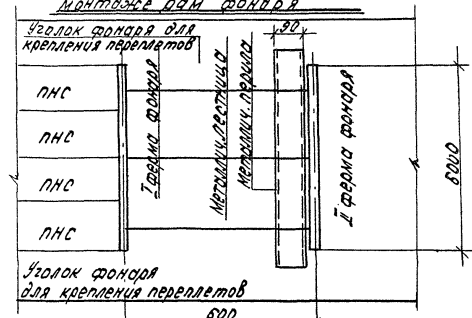 монтаже рам фонаря
Уголок фонаря для
крепления переплетов
90
ПНС
ПНС
ПНС
ПНС
I ферма фонаря
Металлич. лестница
Металлич. перила
II ферма фонаря
6000
Уголок фонаря
для крепления переплетов
600